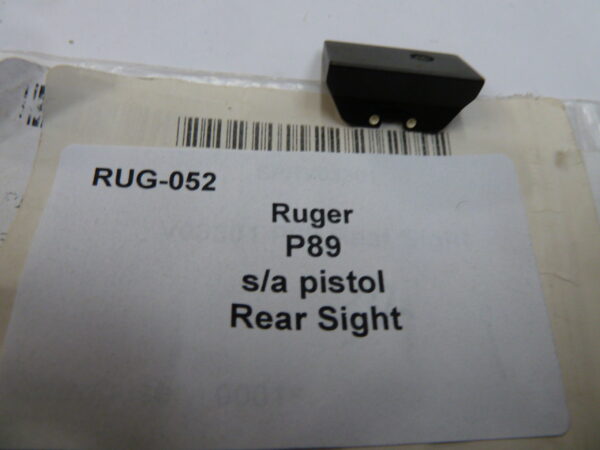 RUG-052
Ruger
P89
s/a pistol
Rear Sight